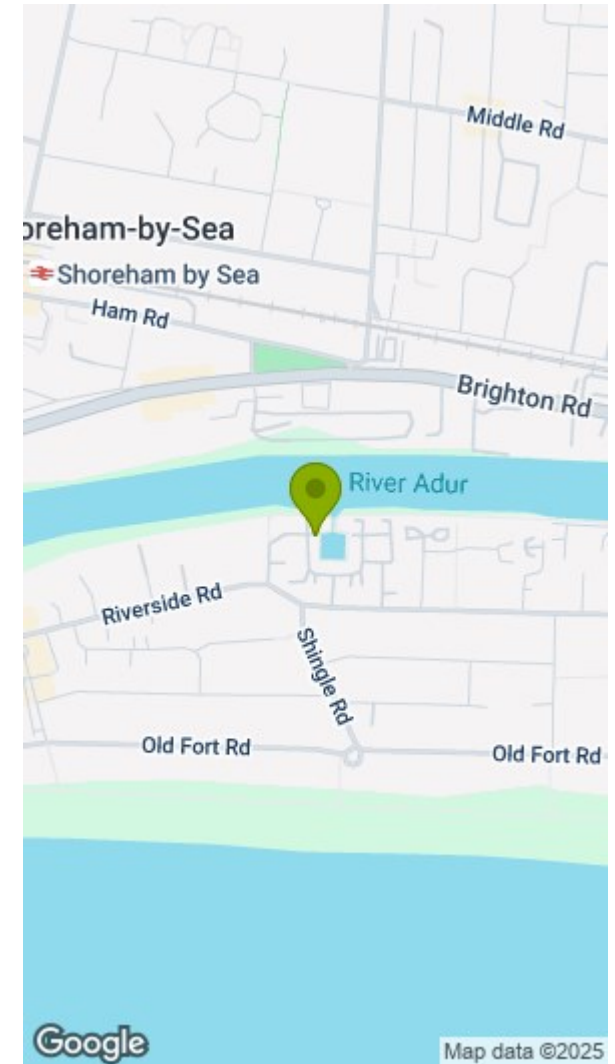 Middle Rd
oreham-by-Sea
Shoreham by Sea
Ham Rd
Brighton Rd
River Adur
Riverside Rd
Shingle Rd
Old Fort Rd
Old Fort Rd
Google
Map data ©2025